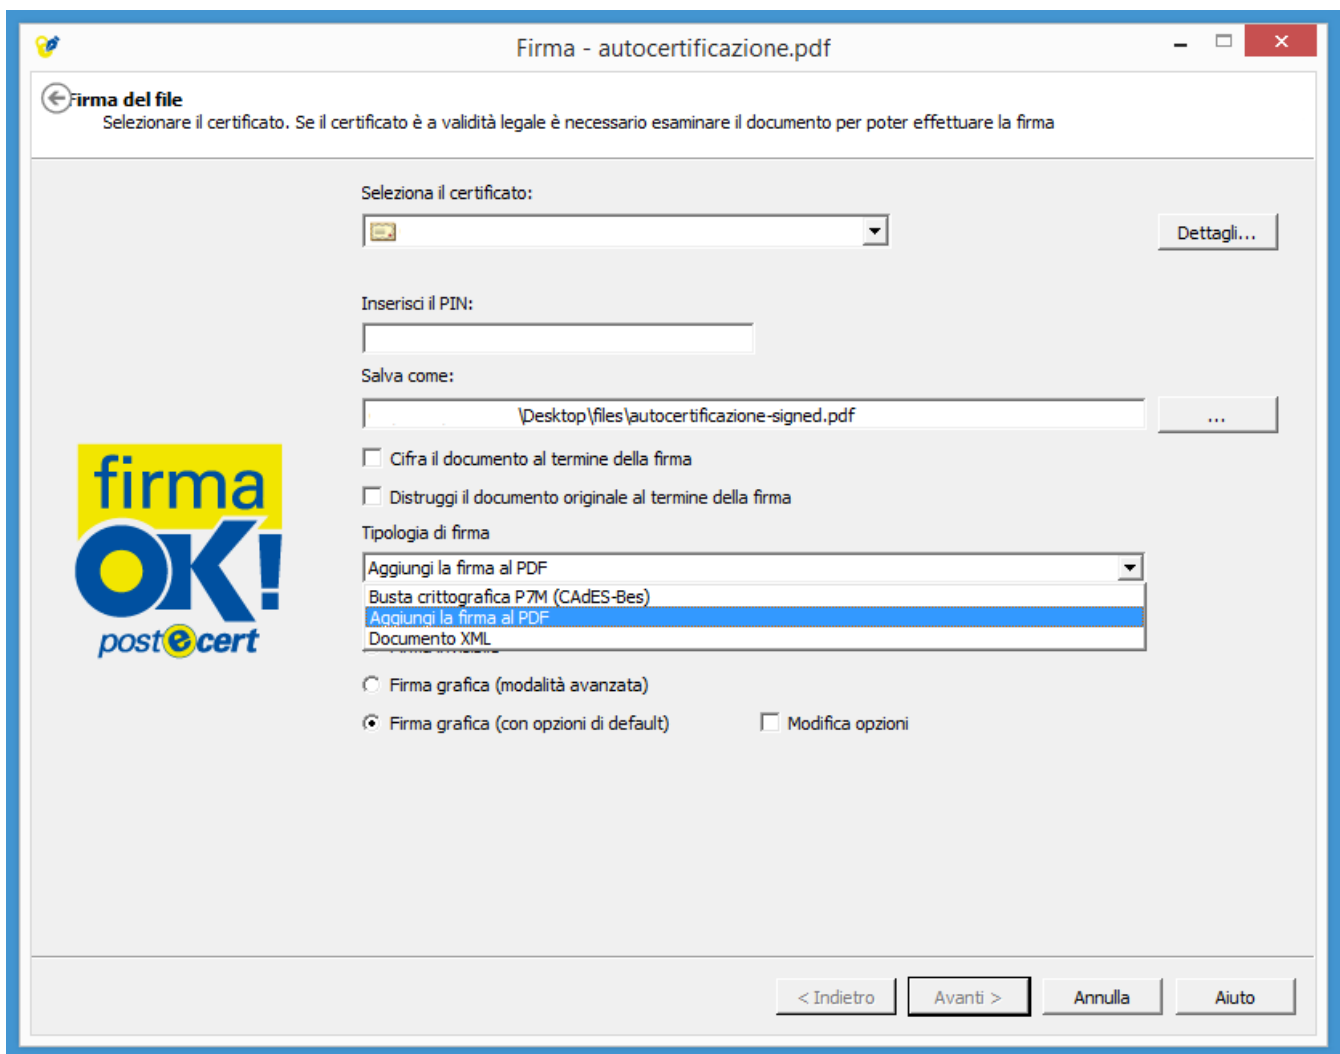 Firma - autocertificazione.pdf
Firma del file
Selezionare il certificato. Se il certificato è a validità legale è necessario esaminare il documento per poter effettuare la firma
Seleziona il certificato:
Dettagli...
Inserisci il PIN:
Salva come:
\Desktop\files\autocertificazione-signed.pdf
...
Cifra il documento al termine della firma
Distruggi il documento originale al termine della firma
Tipologia di firma
Aggiungi la firma al PDF
Busta crittografica P7M (CAdES-Bes)
Aggiungi la firma al PDF
Documento XML
Firma grafica (modalità avanzata)
Firma grafica (con opzioni di default) Modifica opzioni
firma
OK!
postecert
< Indietro Avanti > Annulla Aiuto